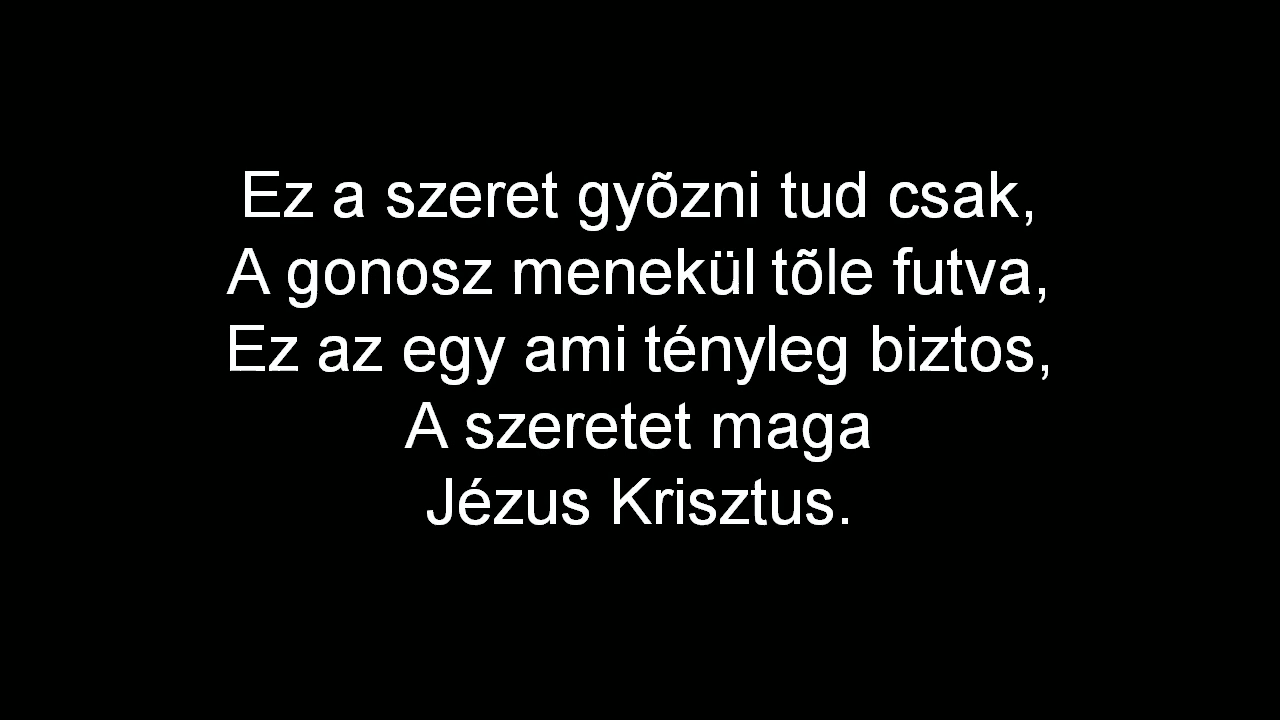 Ez a szeret gyõzni tud csak,
A gonosz menekül tõle futva,
Ez az egy ami tényleg biztos,
A szeretet maga
Jézus Krisztus.